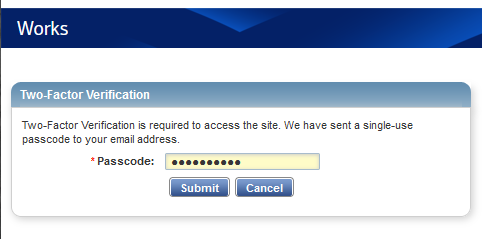 Works
Two-Factor Verification
Two-Factor Verification is required to access the site. We have sent a single-use
passcode to your email address.
* Passcode: ●●●●●●●●●●
Submit Cancel